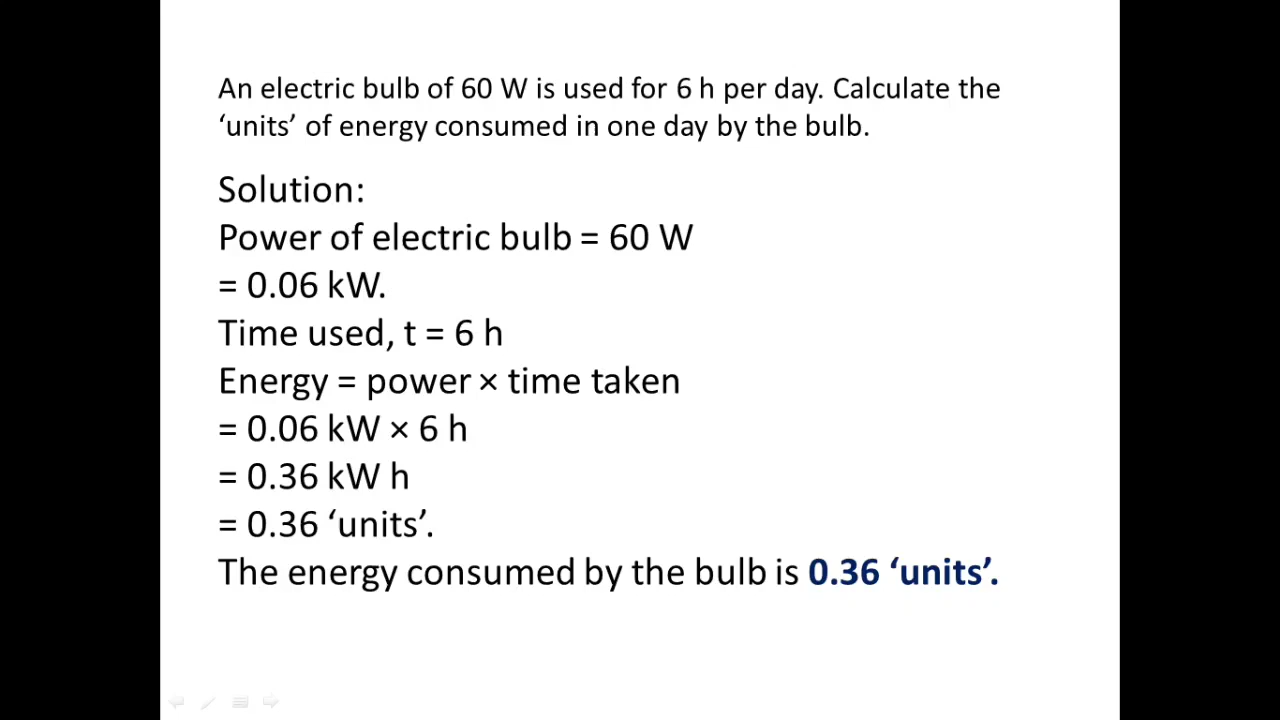 An electric bulb of 60 W is used for 6 h per day. Calculate the
‘units’ of energy consumed in one day by the bulb.
Solution:
Power of electric bulb = 60 W
= 0.06 kW.
Time used, t = 6 h
Energy = power × time taken
= 0.06 kW × 6 h
= 0.36 kW h
= 0.36 ‘units’.
The energy consumed by the bulb is 0.36 ‘units’.